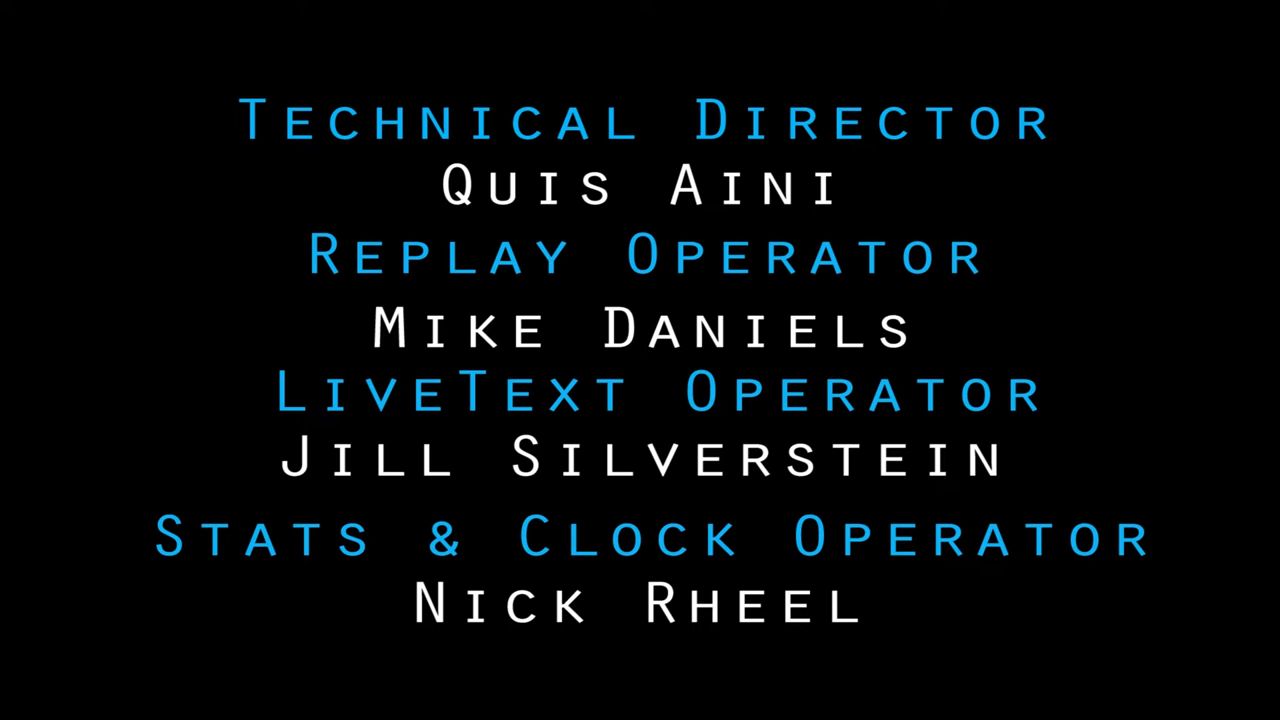 Technical Director
Quis Aini
Replay Operator
Mike Daniels
LiveText Operator
Jill Silverstein
Stats & Clock Operator
Nick Rheel